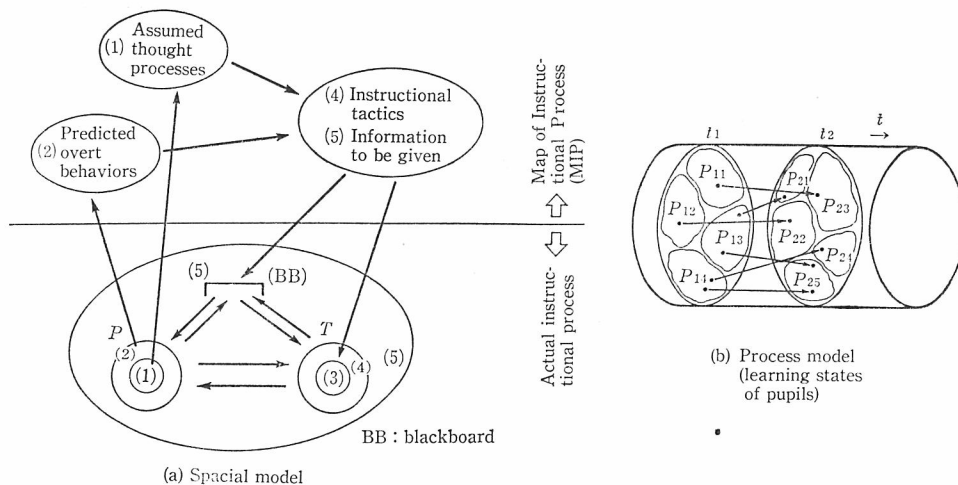 Assumed
(1) thought
processes
Predicted
(2) overt
behaviors
(4) Instructional
tactics
(5) Information
to be given
Map of Instruc-
tional Process
(MIP)
Actual instruc-
tional process
(5) (BB)
P
(2)
(1)
T
(4)
(3)
(5)
BB : blackboard
(a) Spacial model
t1
t2
t
P11
P12
P13
P14
P21
P22
P23
P24
P25
(b) Process model
(learning states
of pupils)